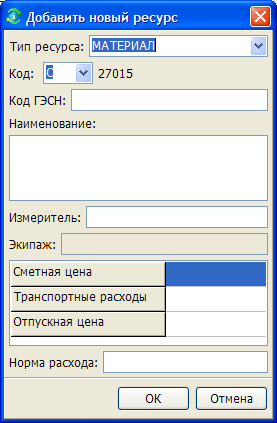 Добавить новый ресурс
Тип ресурса: МАТЕРИАЛ
Код: С 27015
Код ГЭСН:
Наименование:
Измеритель:
Экипаж:
Сметная цена
Транспортные расходы
Отпускная цена
Норма расхода:
OK Отмена